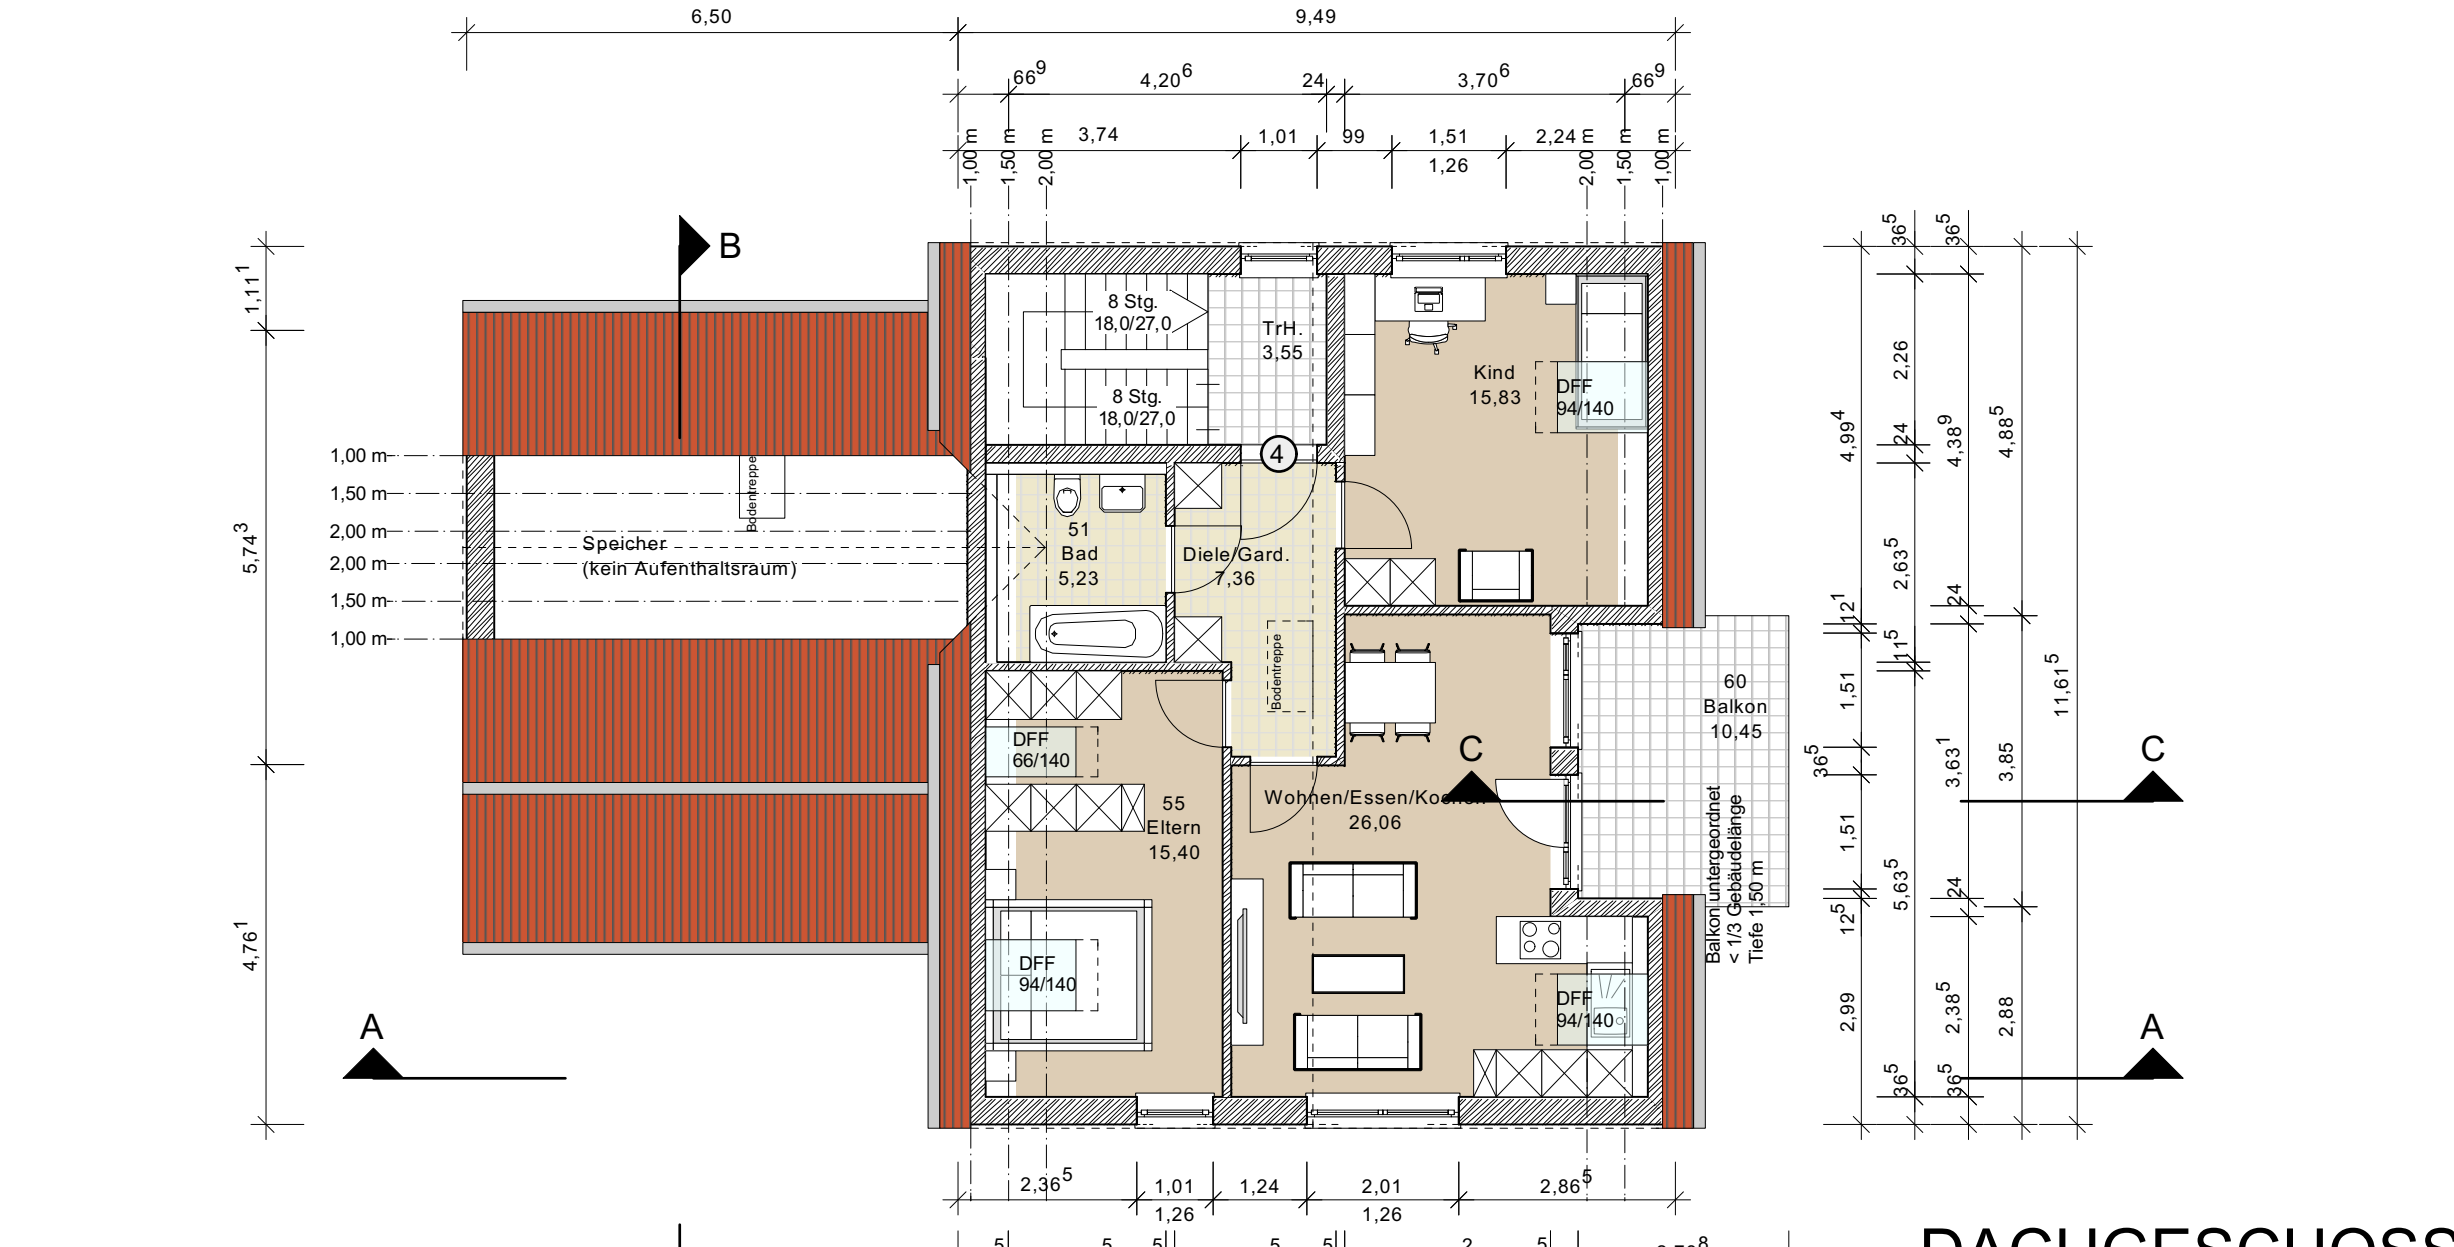 6,50
9,49
66⁹
4,20⁶
24
3,70⁶
66⁹
3,74
1,01
99
1,51
2,24
1,26
1,00 m
1,50 m
2,00 m
2,00 m
1,50 m
1,00 m
B
1,11¹
5,74³
4,76¹
1,00 m
1,50 m
2,00 m
2,00 m
1,50 m
1,00 m
Bodentreppe
Speicher
(kein Aufenthaltsraum)
8 Stg.
18,0/27,0
8 Stg.
18,0/27,0
TrH.
3,55
4
Kind
15,83
DFF
94/140
51
Bad
5,23
Diele/Gard.
7,36
Bodentreppe
DFF
66/140
55
Eltern
15,40
DFF
94/140
Wohnen/Essen/Kochen
26,06
DFF
94/140
60
Balkon
10,45
Balkon untergeordnet
< 1/3 Gebäudelänge
Tiefe 1,50 m
C
C
A
A
4,99⁴
12¹
1,51
36⁵
1,51
12⁵
2,99
36⁵
2,26
24
2,63⁵
11⁵
5,63⁵
36⁵
36⁵
4,38⁹
24
3,63¹
24
2,38⁵
36⁵
4,88⁵
3,85
2,88
11,61⁵
2,36⁵
1,01
1,24
2,01
2,86⁵
1,26
1,26
DACHGESCHOSS